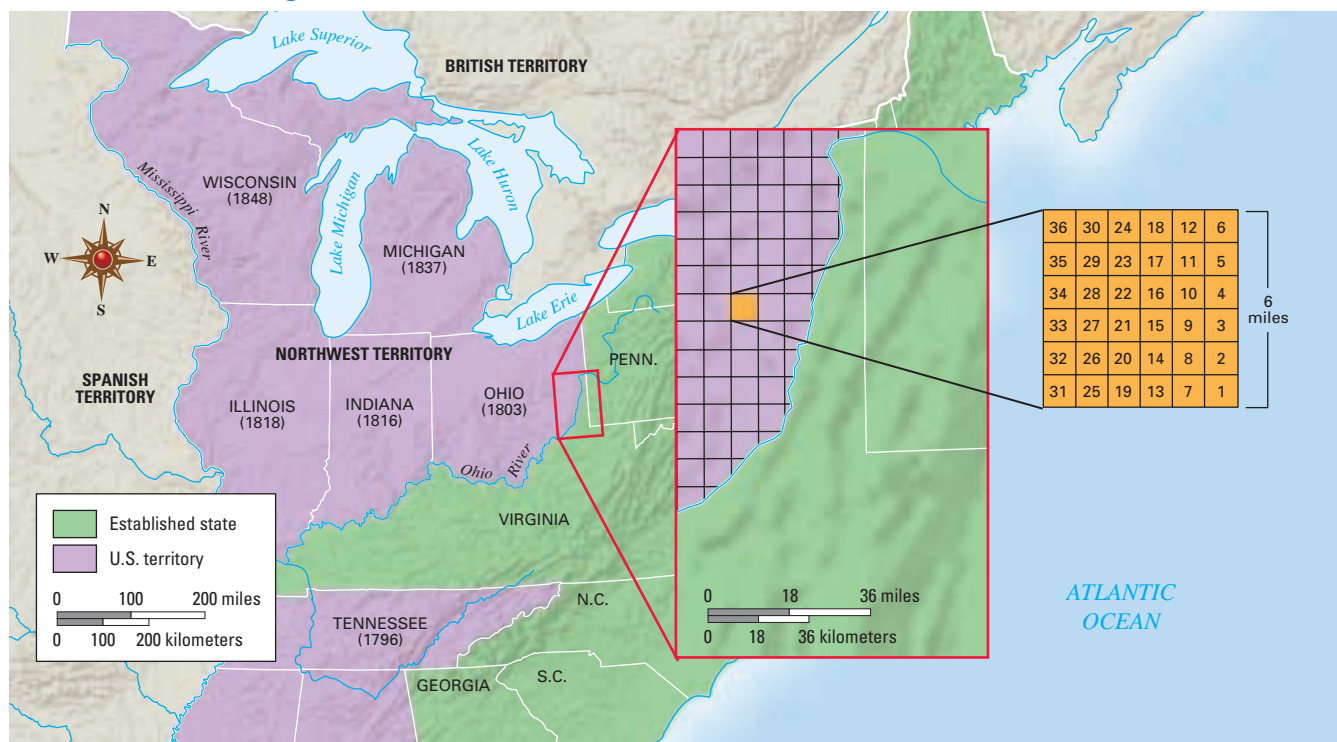 Lake Superior
BRITISH TERRITORY
Mississippi River
WISCONSIN
(1848)
Lake Michigan
Lake Huron
MICHIGAN
(1837)
N
W
E
S
Lake Erie
NORTHWEST TERRITORY
PENN.
SPANISH
TERRITORY
ILLINOIS
(1818)
INDIANA
(1816)
OHIO
(1803)
Ohio River
VIRGINIA
N.C.
TENNESSEE
(1796)
GEORGIA
S.C.
Established state
U.S. territory
0 100 200 miles
0 100 200 kilometers
0 18 36 miles
0 18 36 kilometers
36 30 24 18 12 6
35 29 23 17 11 5
34 28 22 16 10 4
33 27 21 15 9 3
32 26 20 14 8 2
31 25 19 13 7 1
6
miles
ATLANTIC
OCEAN